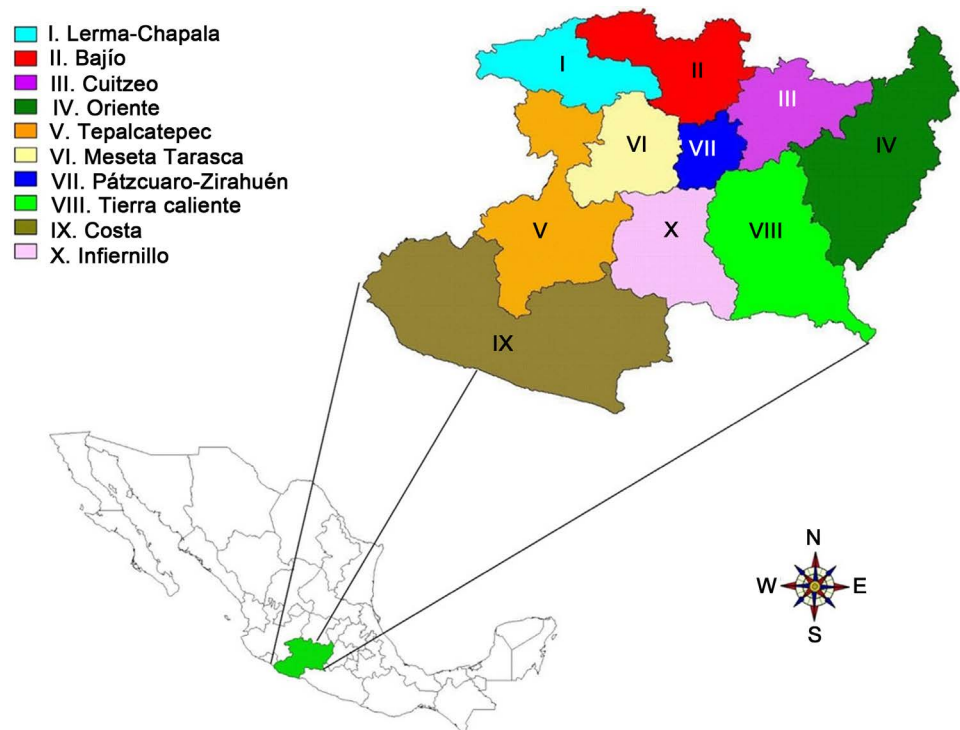 I. Lerma-Chapala
II. Bajío
III. Cuitzeo
IV. Oriente
V. Tepalcatepec
VI. Meseta Tarasca
VII. Pátzcuaro-Zirahuén
VIII. Tierra caliente
IX. Costa
X. Infiernillo
I
II
III
IV
VI
VII
V
X
VIII
IX
N
W E
S